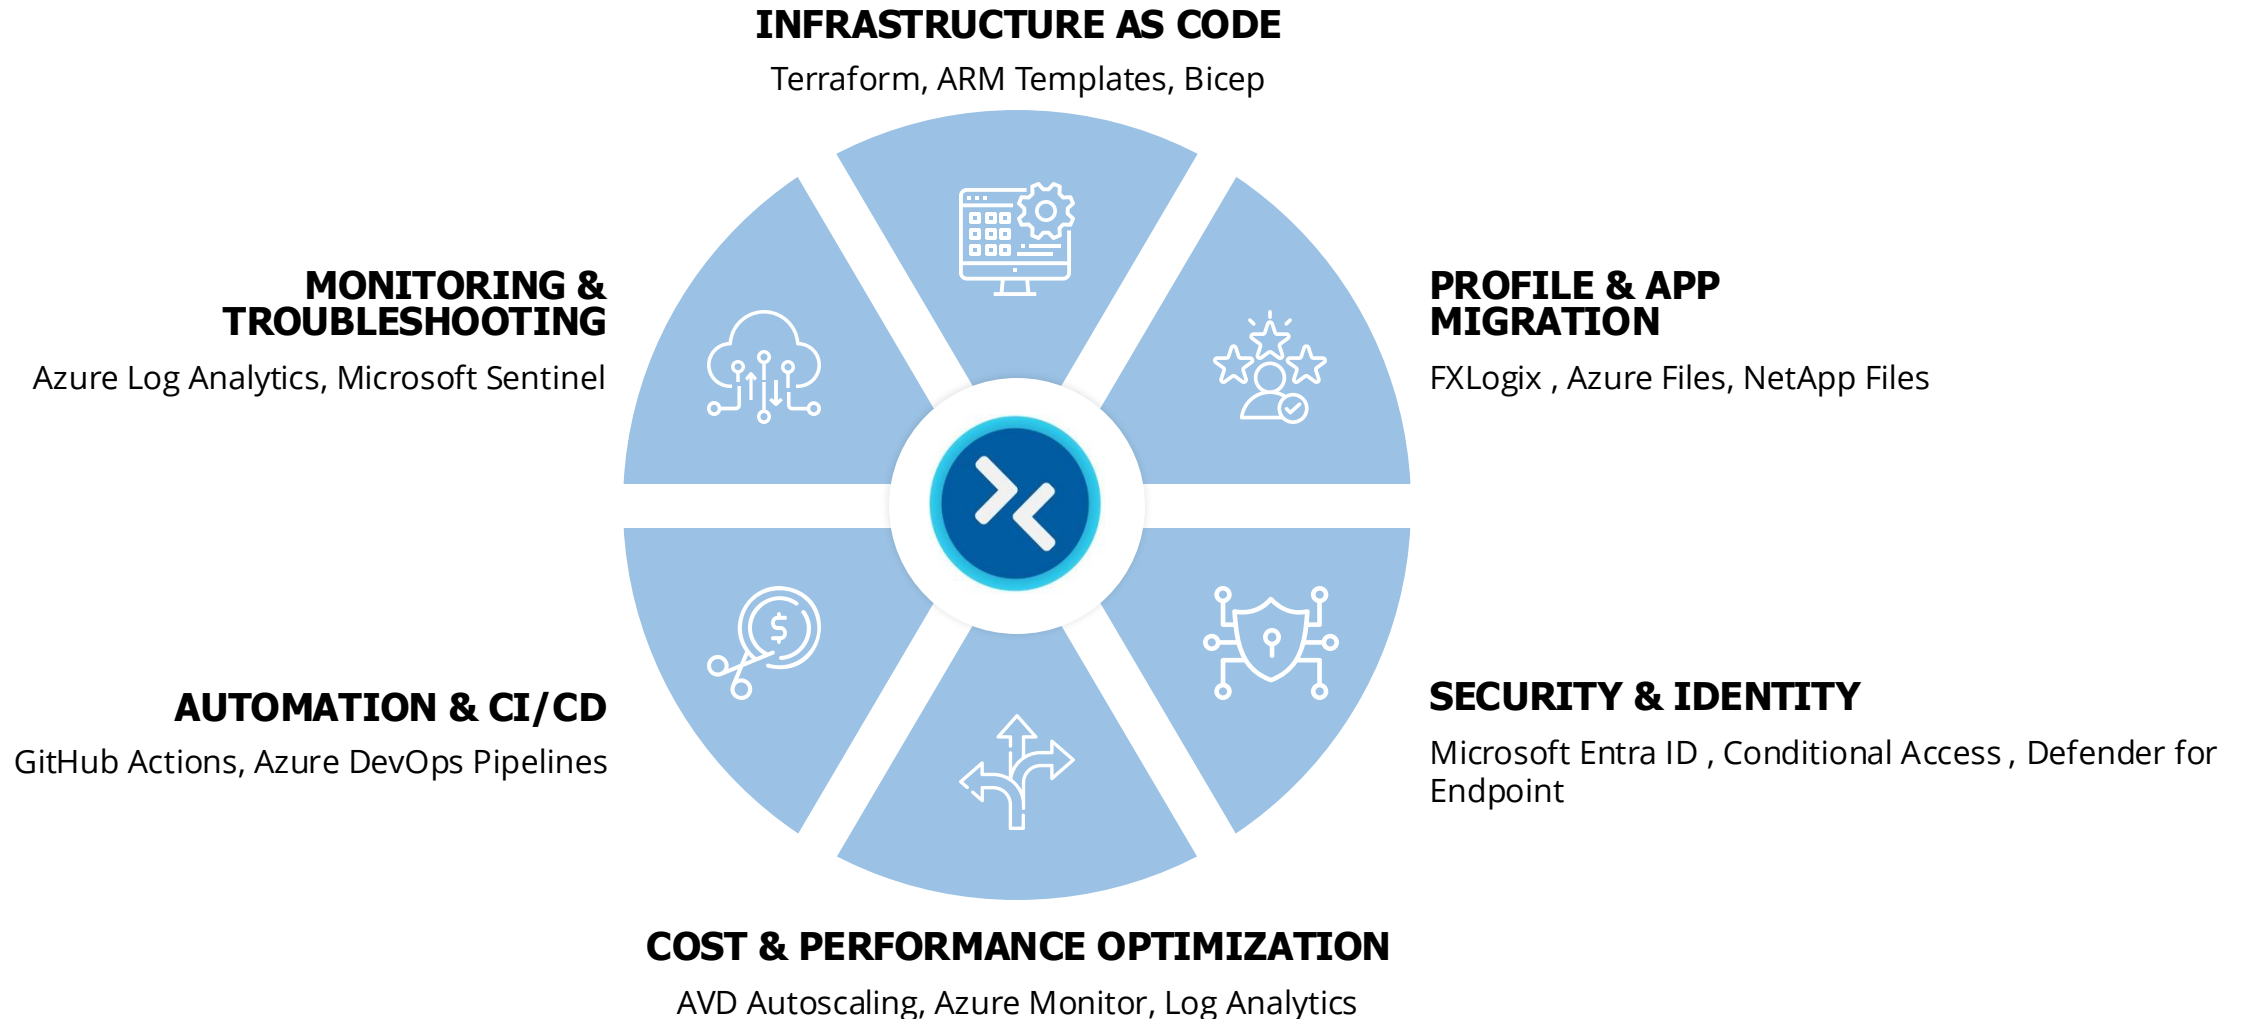 INFRASTRUCTURE AS CODE
Terraform, ARM Templates, Bicep
MONITORING &
TROUBLESHOOTING
Azure Log Analytics, Microsoft Sentinel
PROFILE & APP
MIGRATION
FXLogix , Azure Files, NetApp Files
$
AUTOMATION & CI/CD
GitHub Actions, Azure DevOps Pipelines
SECURITY & IDENTITY
Microsoft Entra ID , Conditional Access , Defender for
Endpoint
COST & PERFORMANCE OPTIMIZATION
AVD Autoscaling, Azure Monitor, Log Analytics